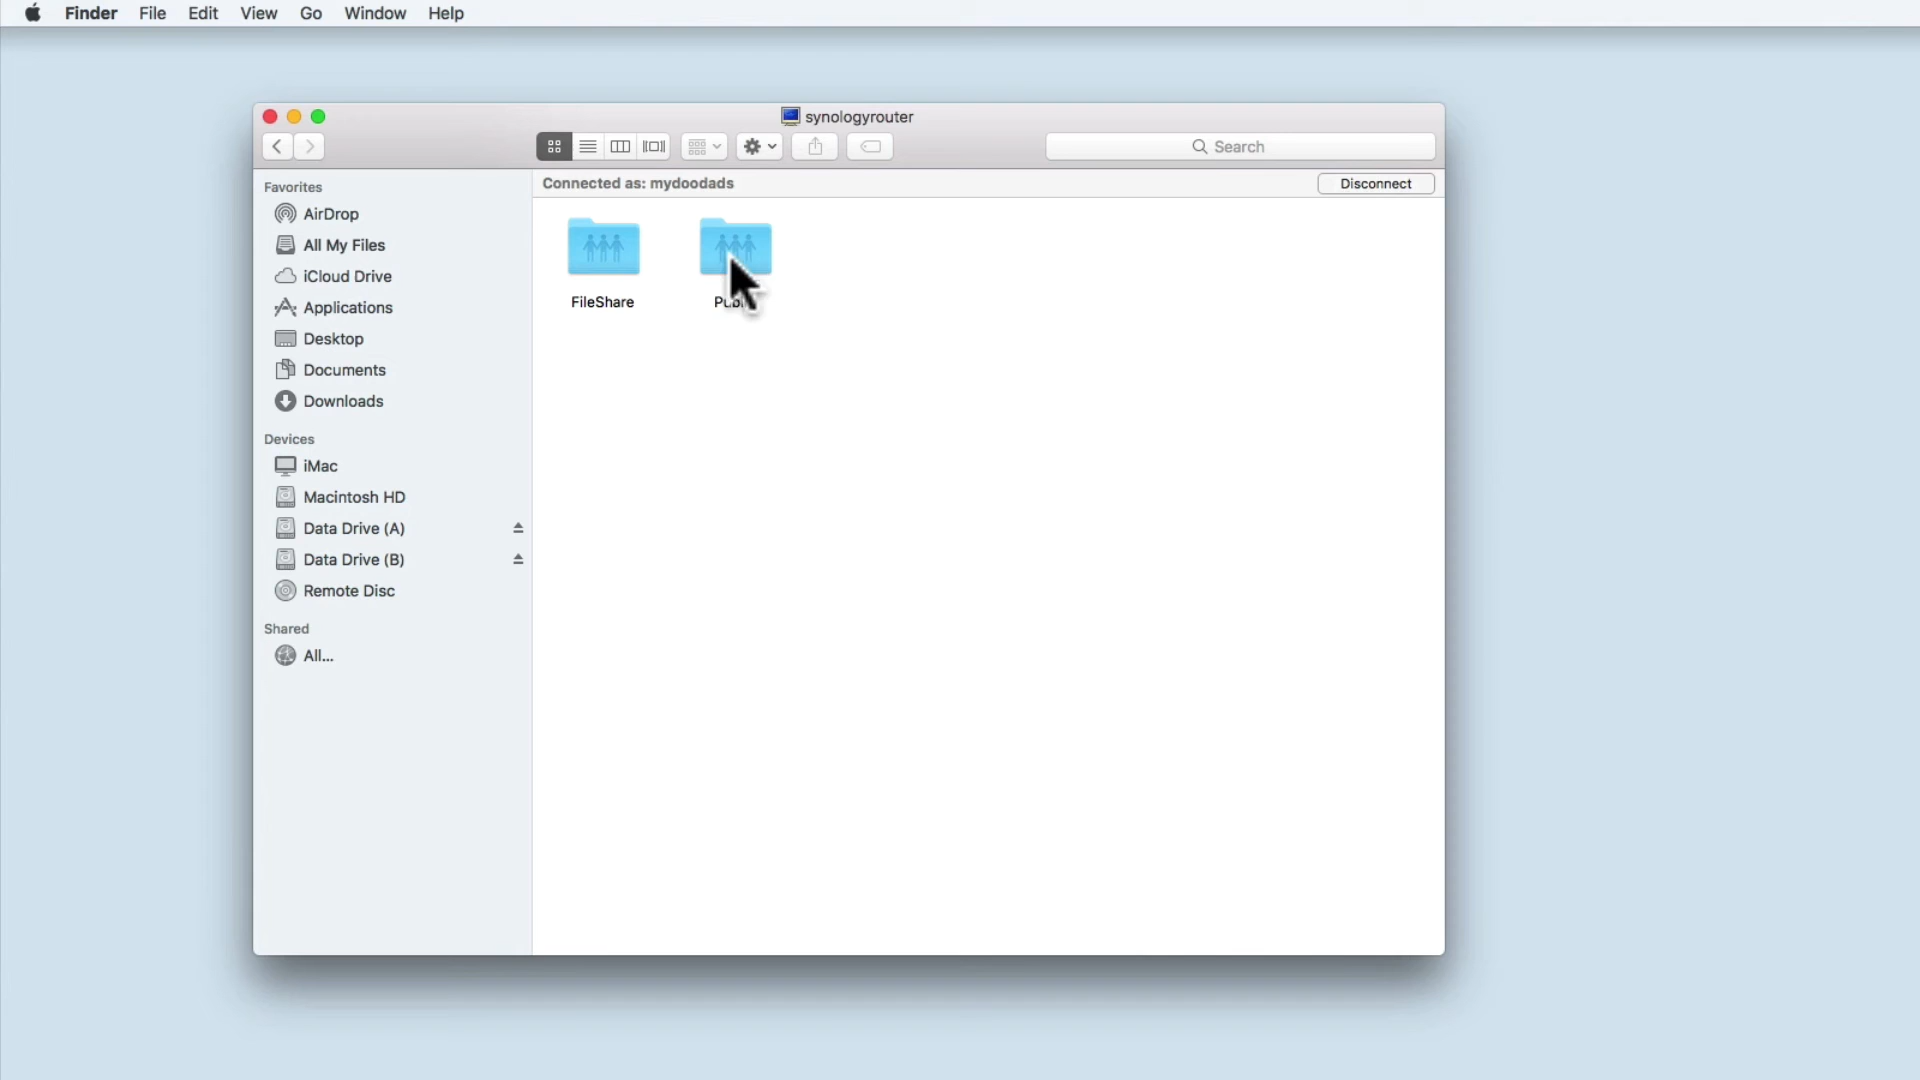 Finder File Edit View Go Window Help
synologyrouter
Search
Favorites
AirDrop
All My Files
iCloud Drive
Applications
Desktop
Documents
Downloads
Devices
iMac
Macintosh HD
Data Drive (A)
Data Drive (B)
Remote Disc
Shared
All...
Connected as: mydoodads
Disconnect
FileShare